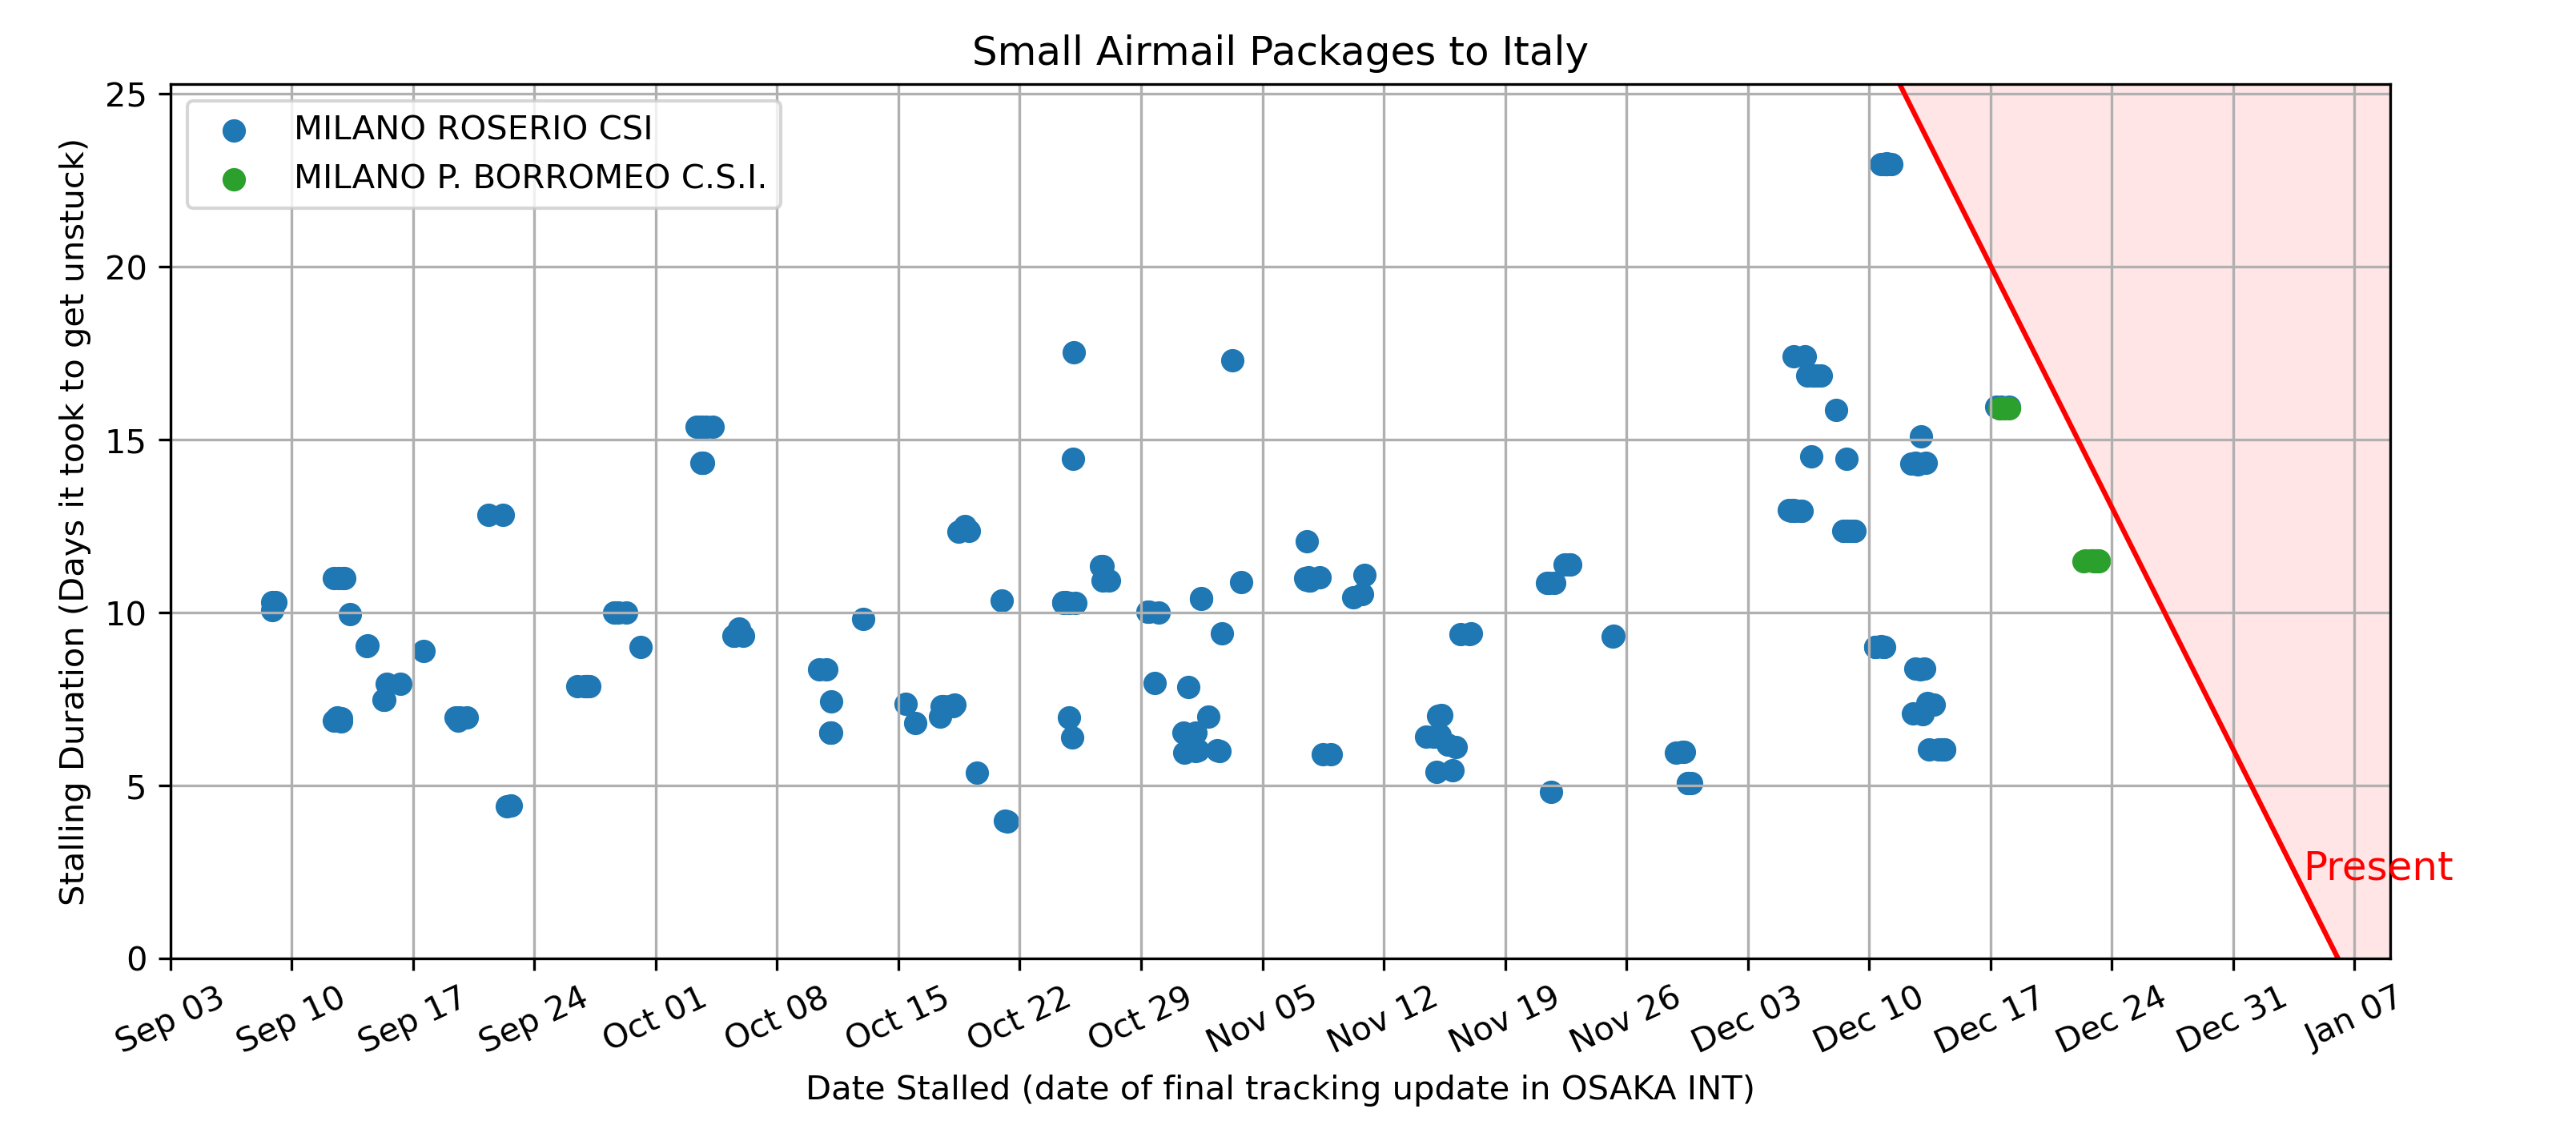 Small Airmail Packages to Italy
MILANO ROSERIO CSI
MILANO P. BORROMEO C.S.I.
Stalling Duration (Days it took to get unstuck)
25
20
15
10
5
0
Present
Sep 03
Sep 10
Sep 17
Sep 24
Oct 01
Oct 08
Oct 15
Oct 22
Oct 29
Nov 05
Nov 12
Nov 19
Nov 26
Dec 03
Dec 10
Dec 17
Dec 24
Dec 31
Jan 07
Date Stalled (date of final tracking update in OSAKA INT)